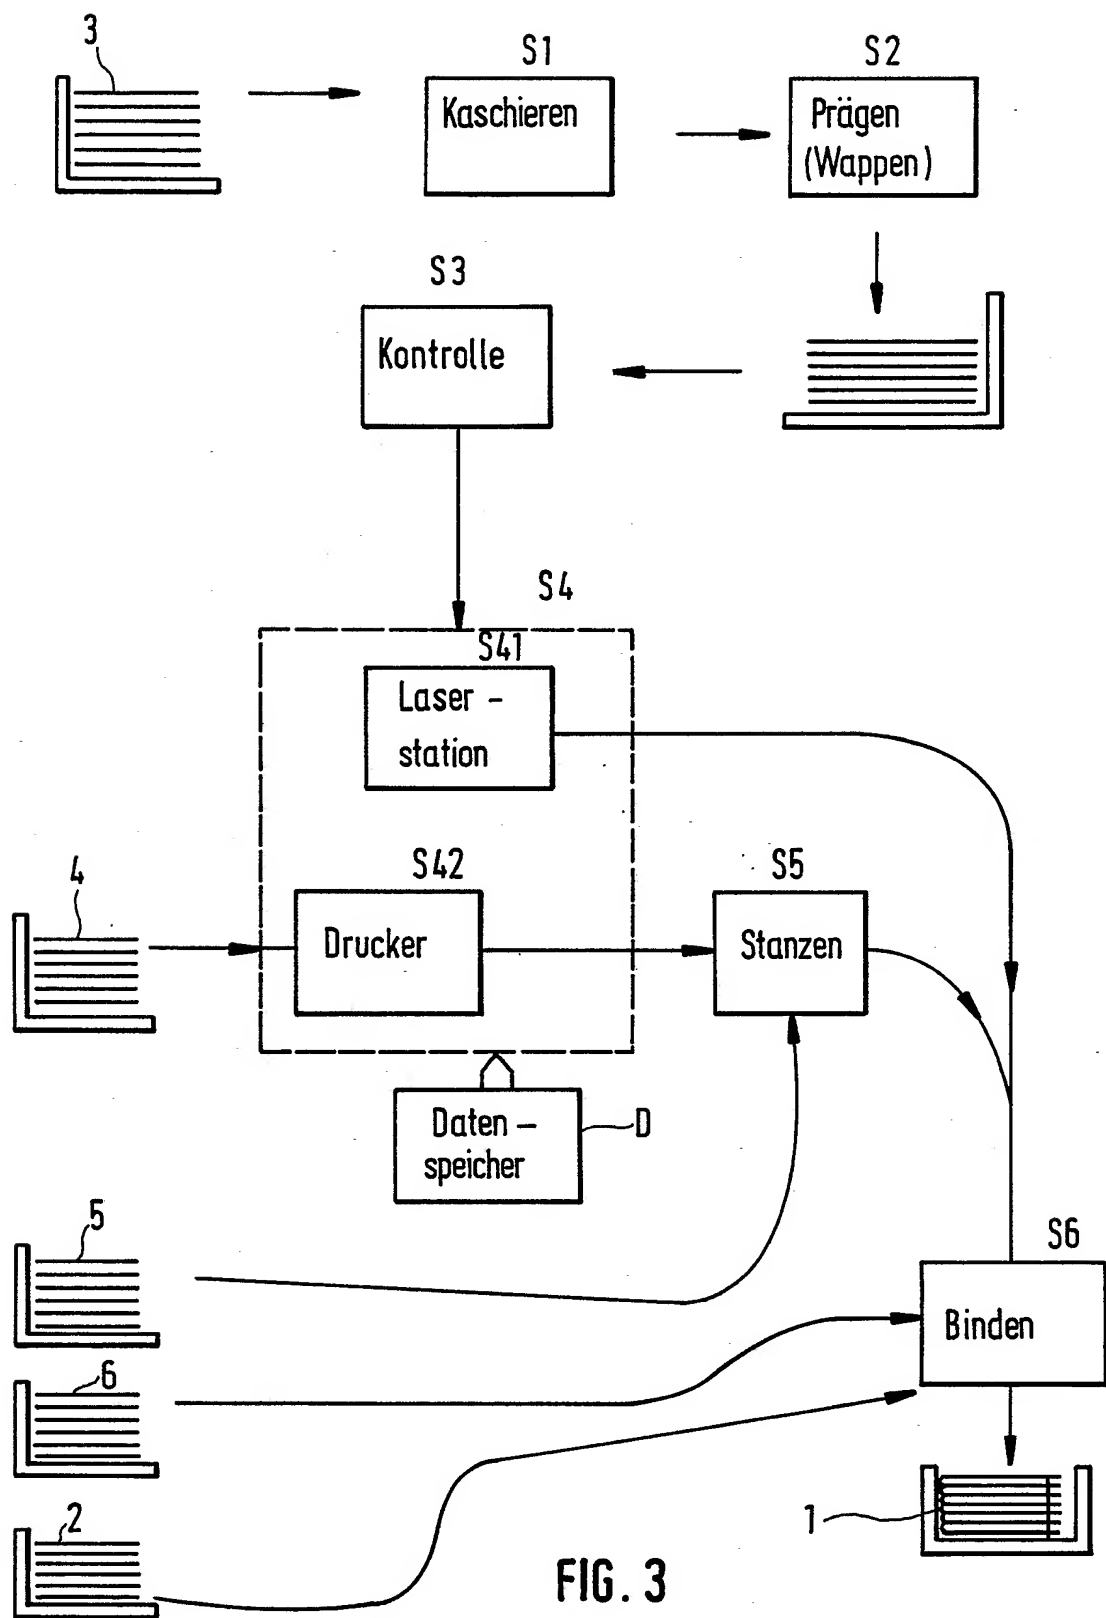 3
S1
S2
Kaschieren
Prägen
(Wappen)
S3
Kontrolle
S4
S41
Laser -
station
4
S42
S5
Drucker
Stanzen
Daten -
speicher
D
5
S6
Binden
6
2
1
FIG. 3